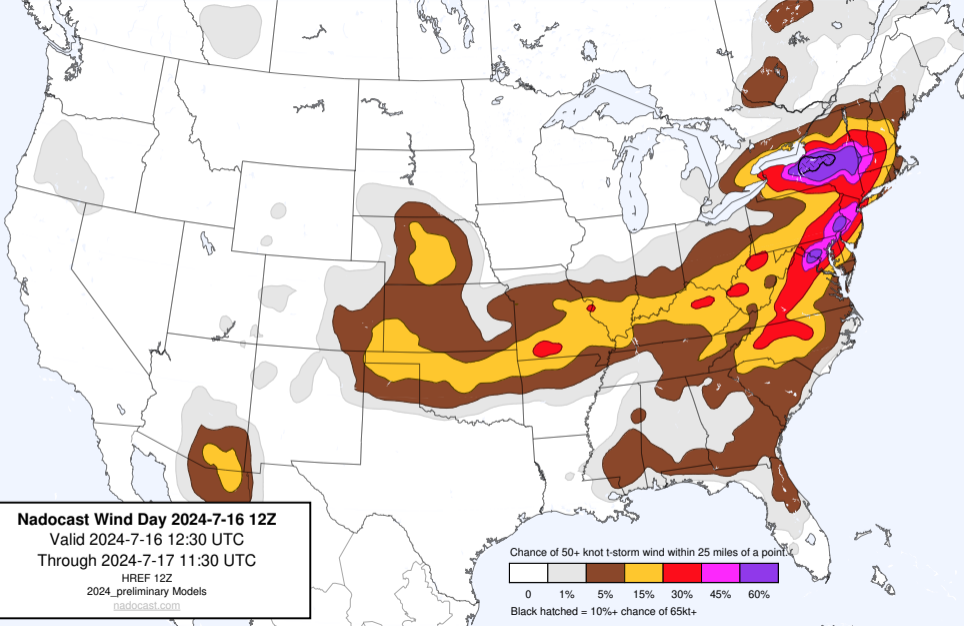 Nadocast Wind Day 2024-7-16 12Z
Valid 2024-7-16 12:30 UTC
Through 2024-7-17 11:30 UTC
HREF 12Z
2024_preliminary Models
nadocast.com
Chance of 50+ knot t-storm wind within 25 miles of a point.
0 1% 5% 15% 30% 45% 60%
Black hatched = 10%+ chance of 65kt+